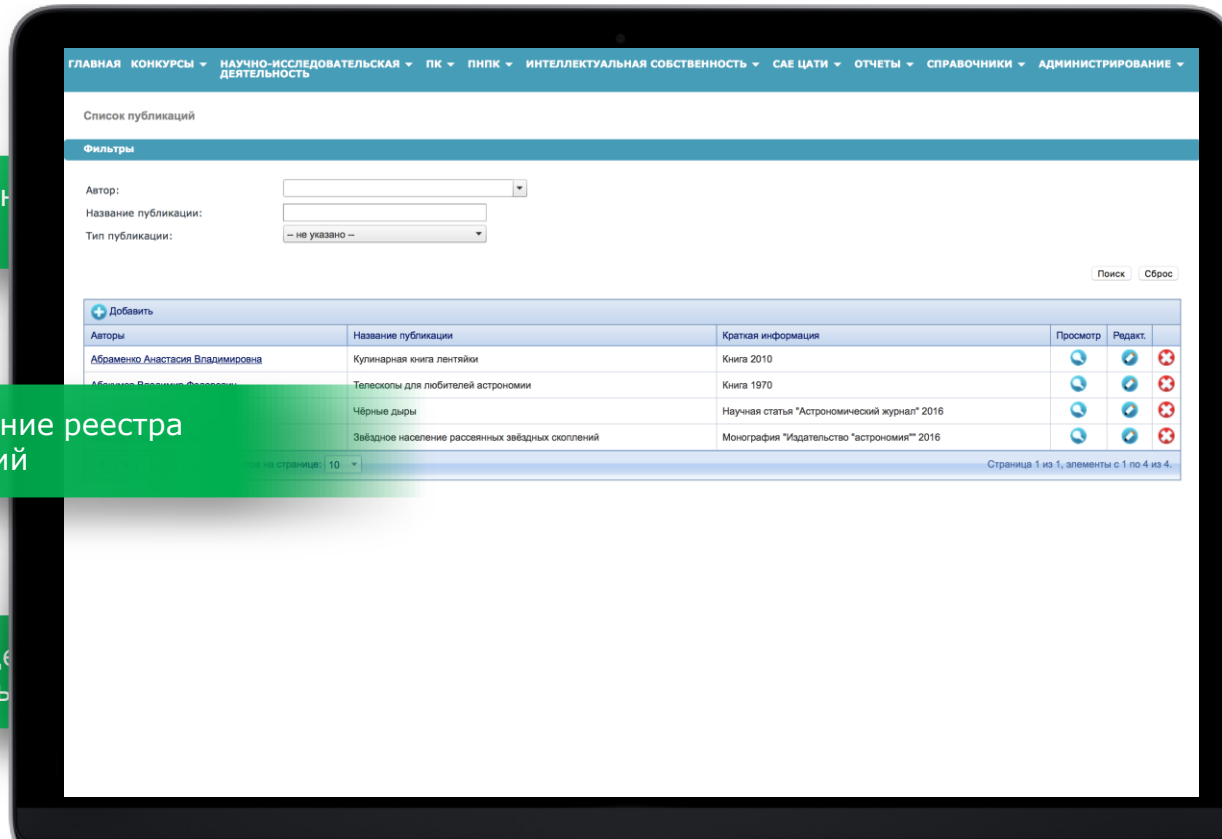 ГЛАВНАЯ КОНКУРСЫ НАУЧНО-ИССЛЕДОВАТЕЛЬСКАЯ ДЕЯТЕЛЬНОСТЬ ПК ПНПК ИНТЕЛЛЕКТУАЛЬНАЯ СОБСТВЕННОСТЬ САЕ ЦАТИ ОТЧЕТЫ СПРАВОЧНИКИ АДМИНИСТРИРОВАНИЕ
Список публикаций
Фильтры
Автор:
Название публикации:
Тип публикации: -- не указано --
Поиск Сброс
Добавить
Авторы Название публикации Краткая информация Просмотр Редакт.
Абраменко Анастасия Владимировна Кулинарная книга лентяйки Книга 2010
Телескопы для любителей астрономии Книга 1970
Чёрные дыры Научная статья "Астрономический журнал" 2016
Звёздное население рассеянных звёздных скоплений Монография "Издательство "астрономия"" 2016
на странице: 10 Страница 1 из 1, элементы с 1 по 4 из 4.
ние реестра
ий